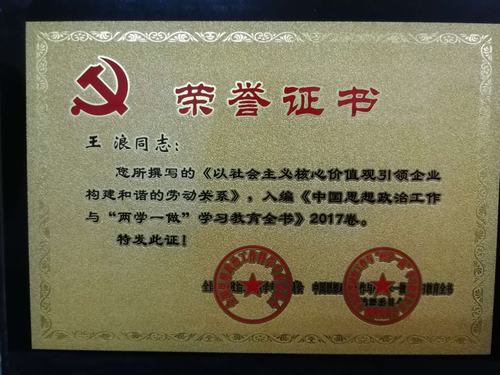 荣誉证书
王 浪同志:
您所撰写的《以社会主义核心价值观引领企业
构建和谐的劳动关系》,入编《中国思想政治工作
与“两学一做”学习教育全书》2017卷。
特发此证!